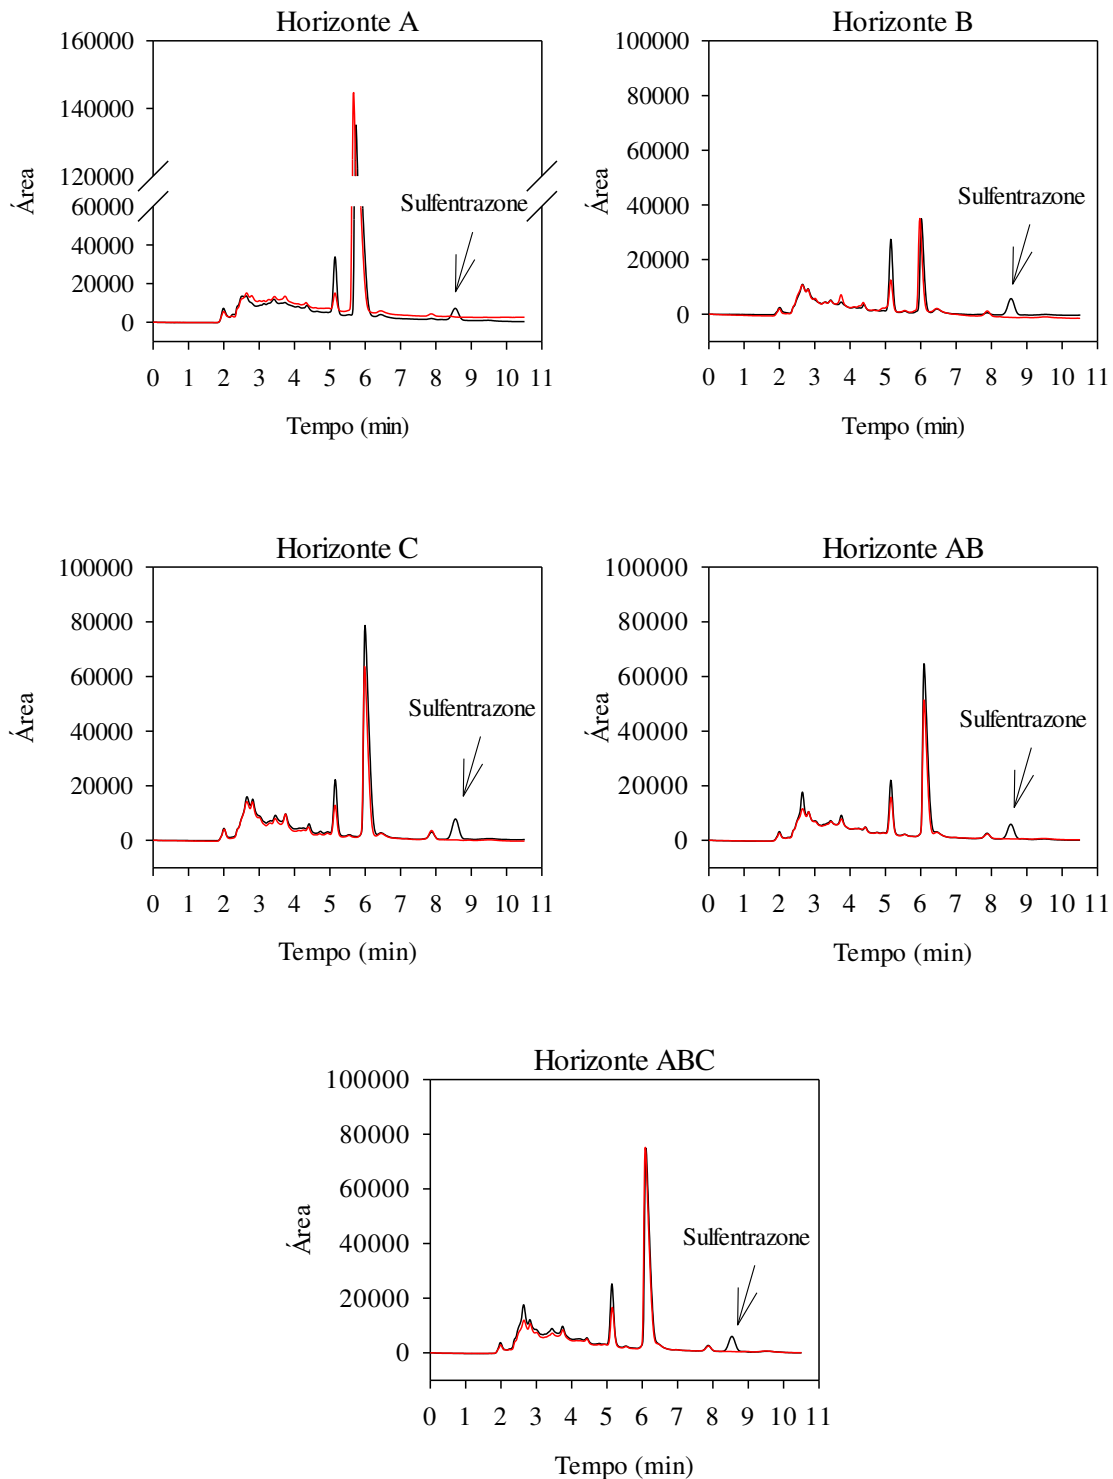 Horizonte A
160000
140000
120000
60000
40000
20000
0
Área
Sulfentrazone
0 1 2 3 4 5 6 7 8 9 10 11
Tempo (min)
Horizonte B
100000
80000
60000
40000
20000
0
Área
Sulfentrazone
0 1 2 3 4 5 6 7 8 9 10 11
Tempo (min)
Horizonte C
100000
80000
60000
40000
20000
0
Área
Sulfentrazone
0 1 2 3 4 5 6 7 8 9 10 11
Tempo (min)
Horizonte AB
100000
80000
60000
40000
20000
0
Área
Sulfentrazone
0 1 2 3 4 5 6 7 8 9 10 11
Tempo (min)
Horizonte ABC
100000
80000
60000
40000
20000
0
Área
Sulfentrazone
0 1 2 3 4 5 6 7 8 9 10 11
Tempo (min)